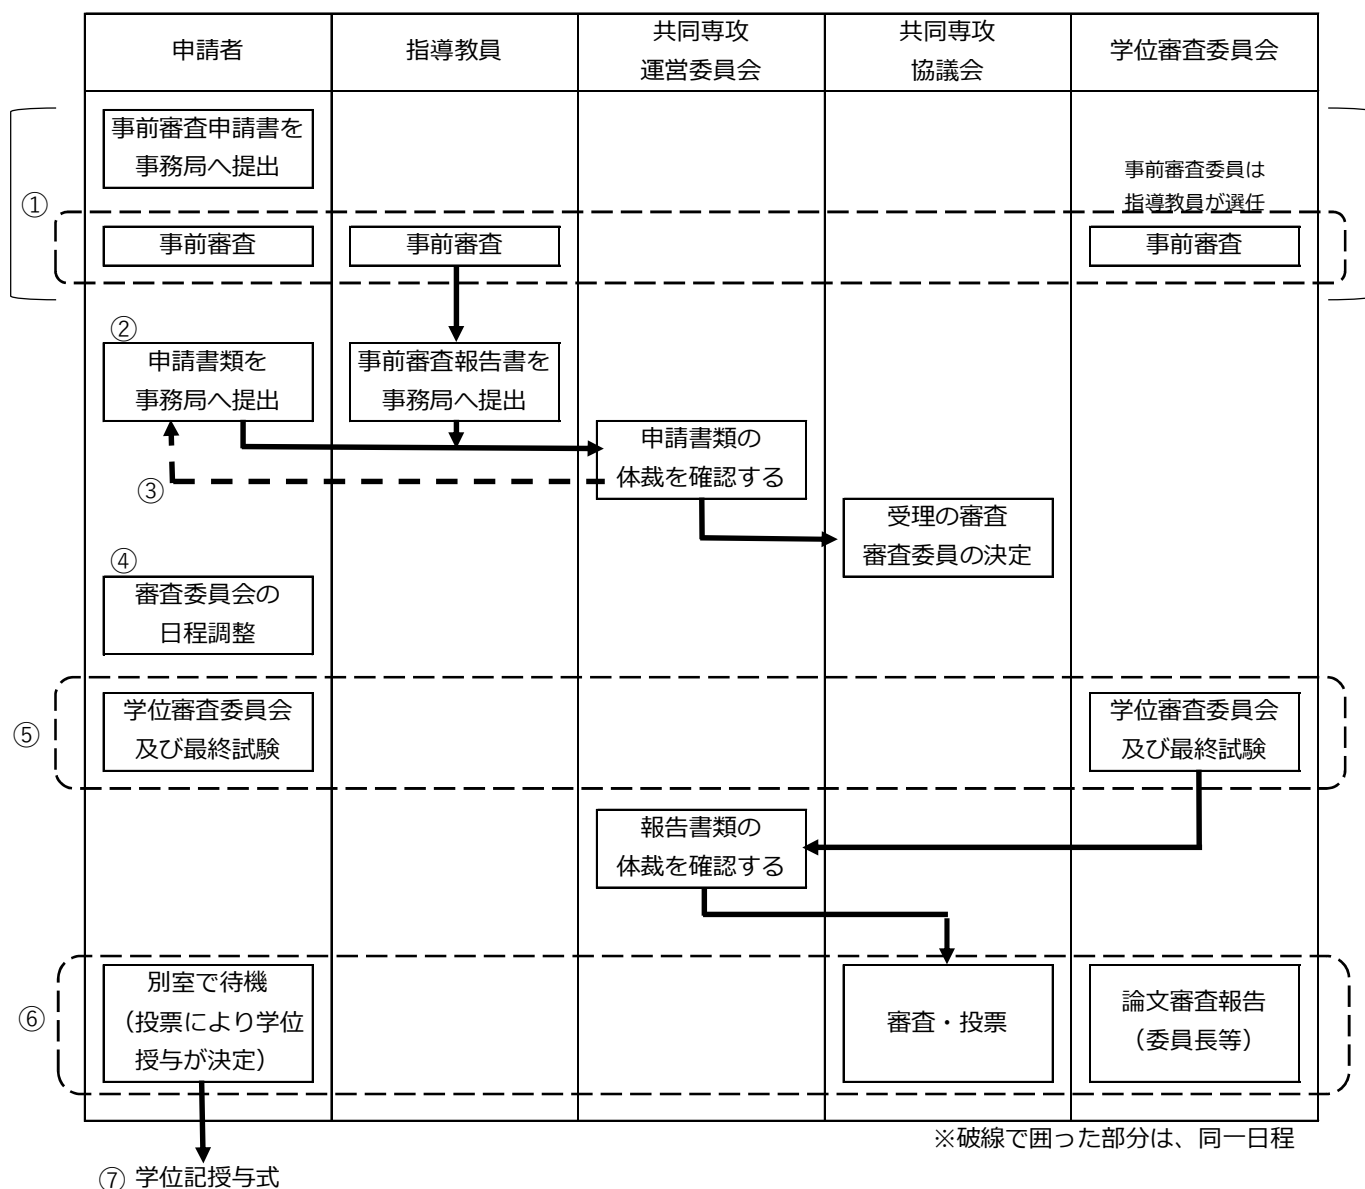 申請者
指導教員
共同専攻
運営委員会
共同専攻
協議会
学位審査委員会
事前審査申請書を
事務局へ提出
事前審査委員は
指導教員が選任
①
事前審査
事前審査
事前審査
②
申請書類を
事務局へ提出
事前審査報告書を
事務局へ提出
申請書類の
体裁を確認する
③
受理の審査
審査委員の決定
④
審査委員会の
日程調整
⑤
学位審査委員会
及び最終試験
学位審査委員会
及び最終試験
報告書類の
体裁を確認する
⑥
別室で待機
（投票により学位
授与が決定）
審査・投票
論文審査報告
（委員長等）
※破線で囲った部分は、同一日程
⑦ 学位記授与式